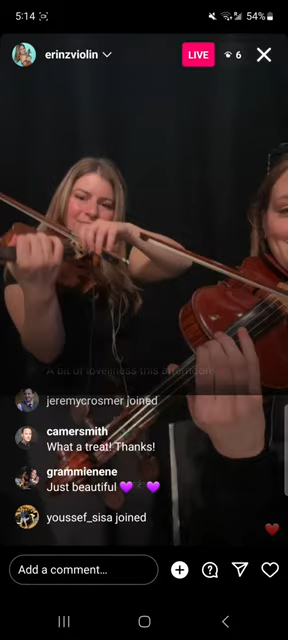 5:14
54%
erinzviolin
LIVE
6
A bit of loveliness this afternoon
jeremycrosmer joined
camersmith
What a treat! Thanks!
grammienene
Just beautiful 💜 💜
youssef_sisa joined
Add a comment...